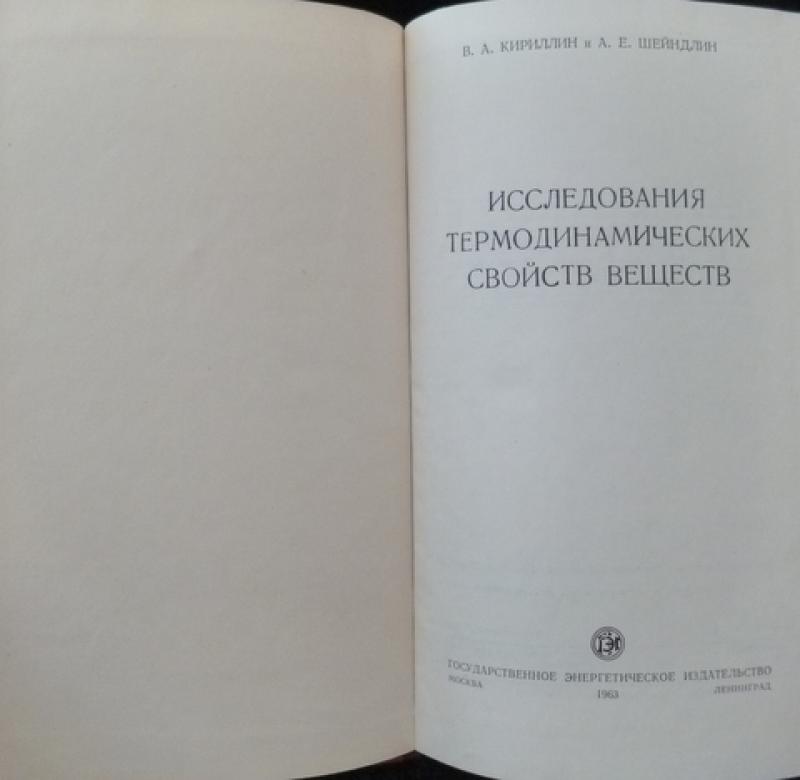 В. А. КИРИЛЛИН и А. Е. ШЕЙНДЛИН
ИССЛЕДОВАНИЯ
ТЕРМОДИНАМИЧЕСКИХ
СВОЙСТВ ВЕЩЕСТВ
ГЭИ
ГОСУДАРСТВЕННОЕ ЭНЕРГЕТИЧЕСКОЕ ИЗДАТЕЛЬСТВО
МОСКВА 1963 ЛЕНИНГРАД